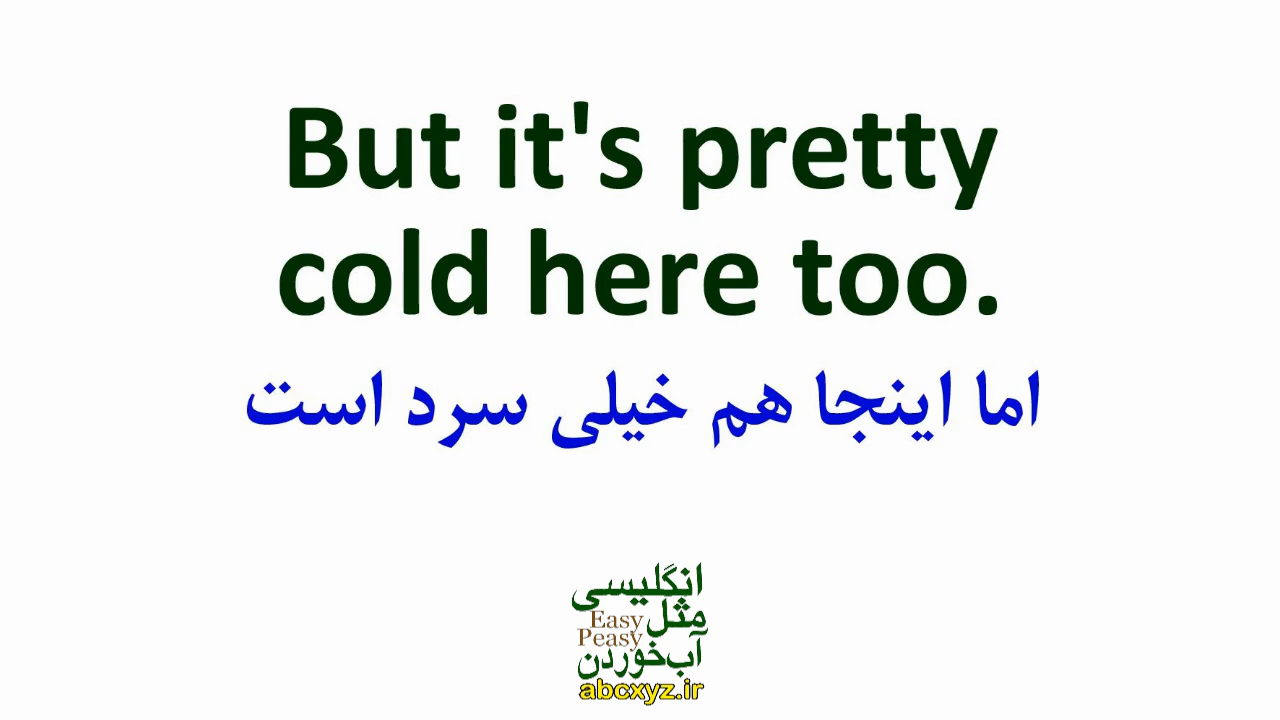 But it's pretty
cold here too.
اما اینجا هم خیلی سرد است
انگلیسی
مثل
Easy
Peasy
آب‌خوردن
abcxyz.ir